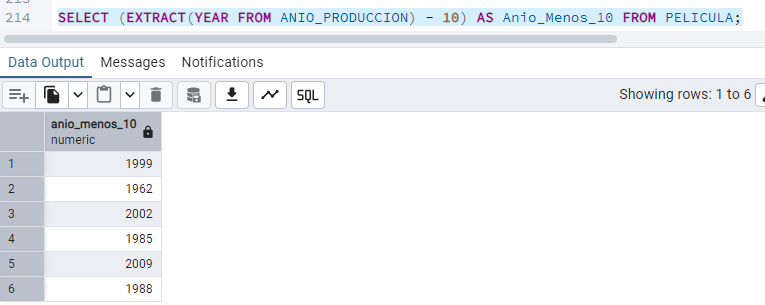 213
214 SELECT (EXTRACT(YEAR FROM ANIO_PRODUCCION) - 10) AS Anio_Menos_10 FROM PELICULA;
Data Output Messages Notifications
SQL Showing rows: 1 to 6
anio_menos_10
numeric
1 1999
2 1962
3 2002
4 1985
5 2009
6 1988